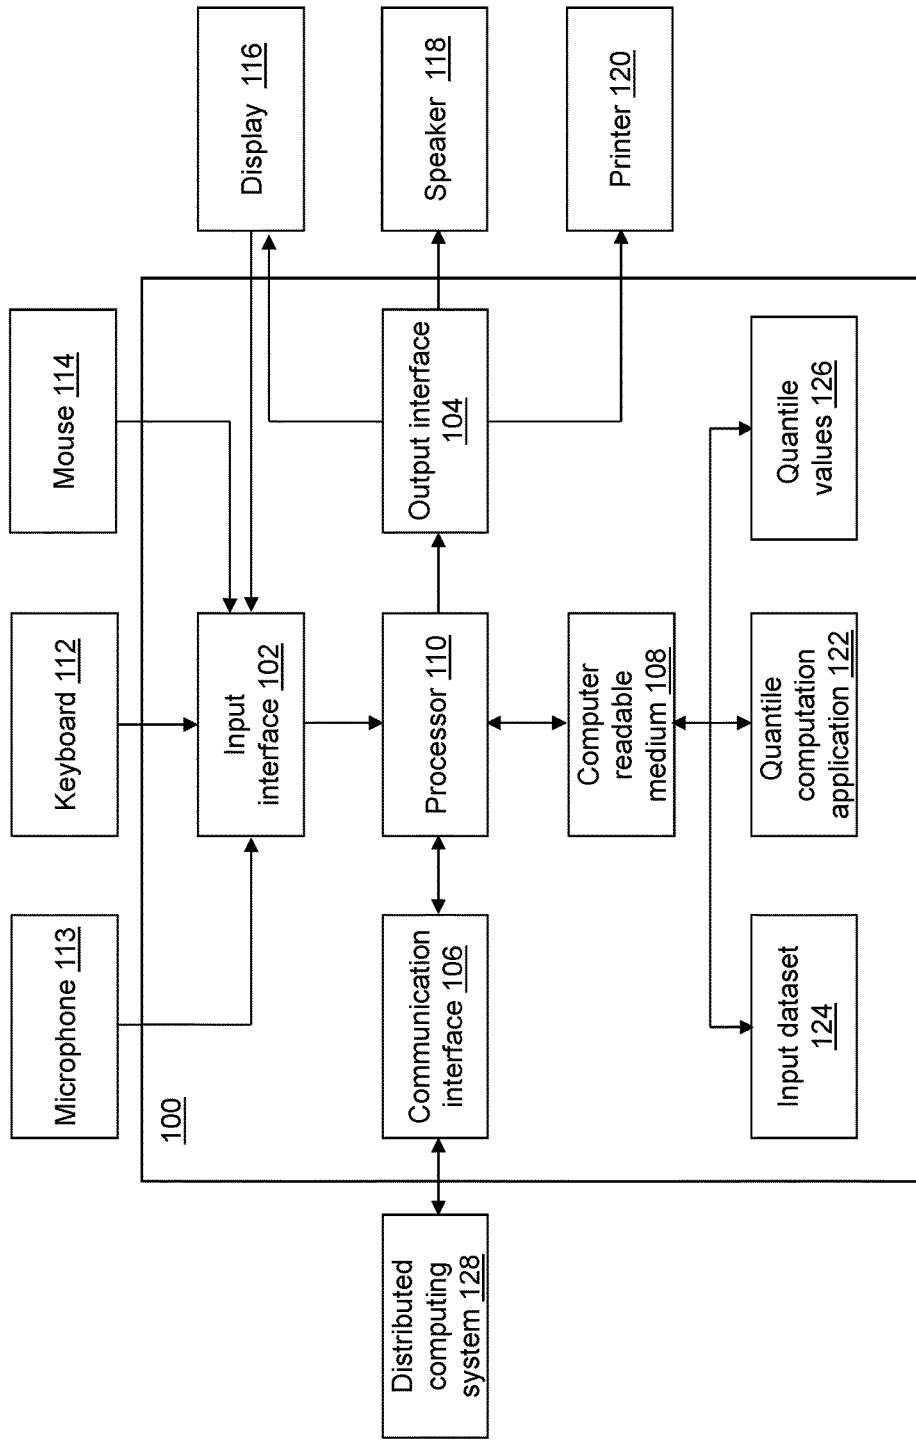 Microphone 113
Keyboard 112
Mouse 114
100
Input
interface 102
Display 116
Distributed
computing
system 128
Communication
interface 106
Processor 110
Output interface
104
Speaker 118
Computer
readable
medium 108
Printer 120
Input dataset
124
Quantile
computation
application 122
Quantile
values 126